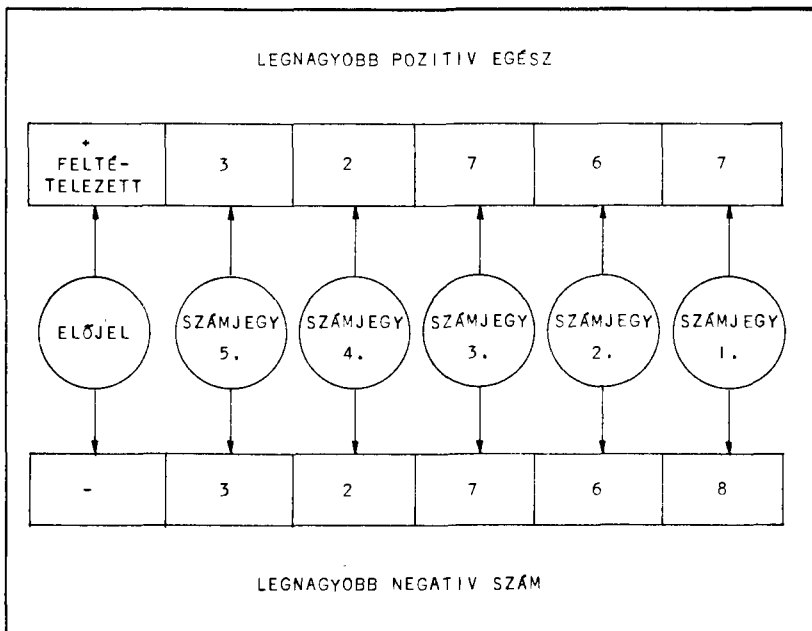 LEGNAGYOBB POZITIV EGÉSZ
+
FELTÉ-
TELEZETT
3 2 7 6 7
ELŐJEL
SZÁMJEGY
5.
SZÁMJEGY
4.
SZÁMJEGY
3.
SZÁMJEGY
2.
SZÁMJEGY
1.
- 3 2 7 6 8
LEGNAGYOBB NEGATIV SZÁM